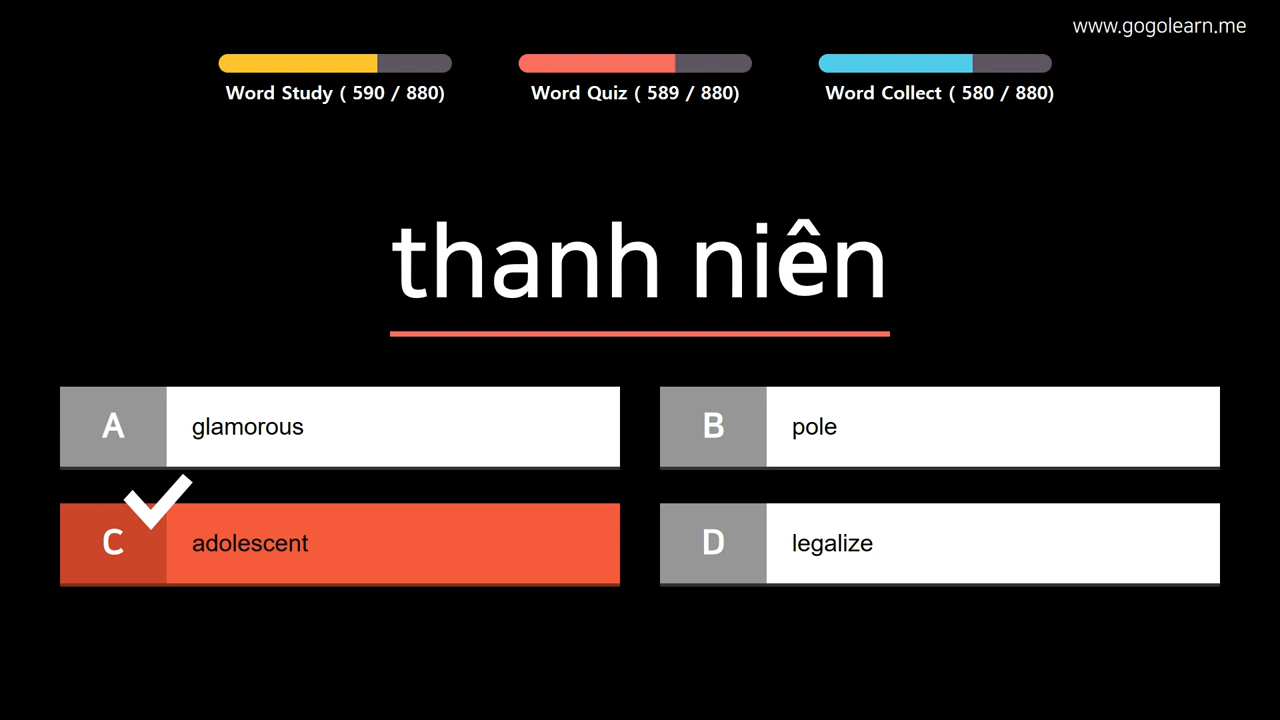 www.gogolearn.me
Word Study ( 590 / 880)
Word Quiz ( 589 / 880)
Word Collect ( 580 / 880)
thanh niên
A
glamorous
B
pole
C
adolescent
D
legalize